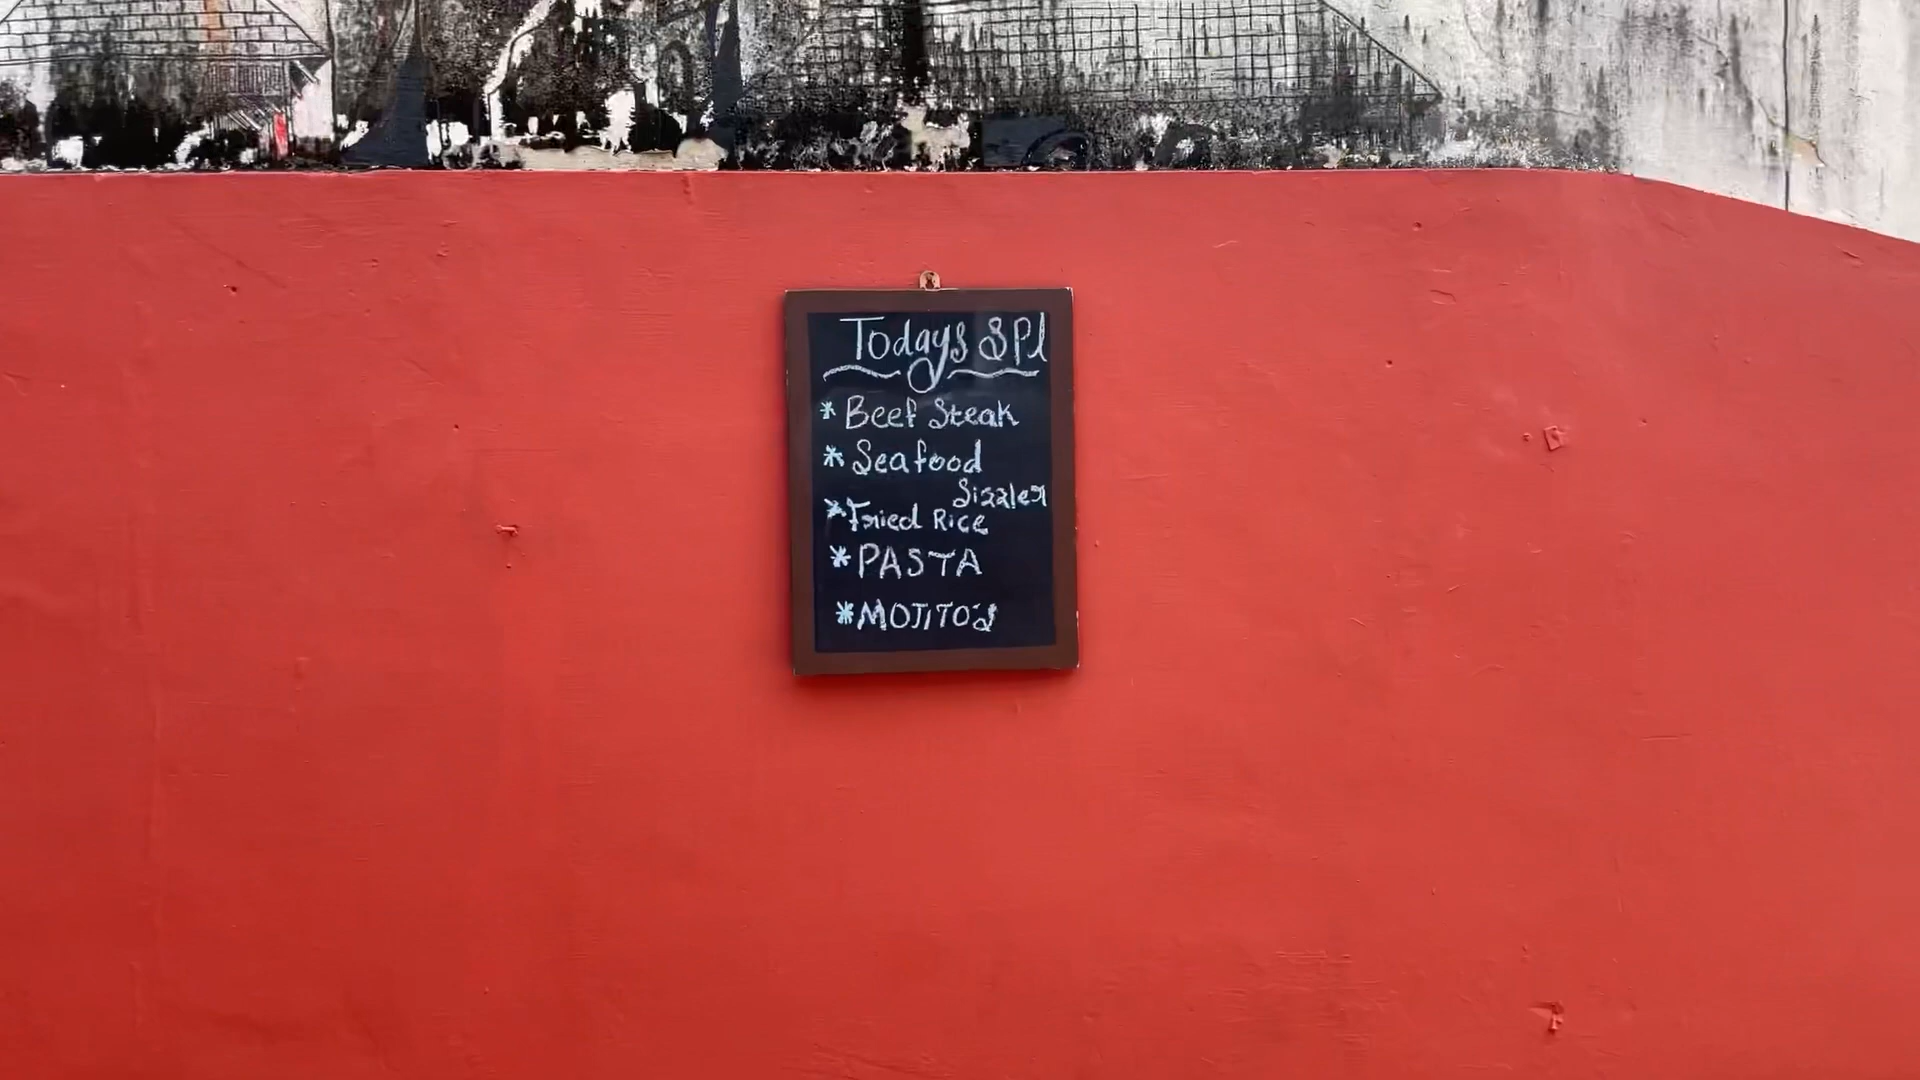 Todays SPl
* Beef Steak
* Seafood
Sizzler
* Fried Rice
* PASTA
* MOJITO'S